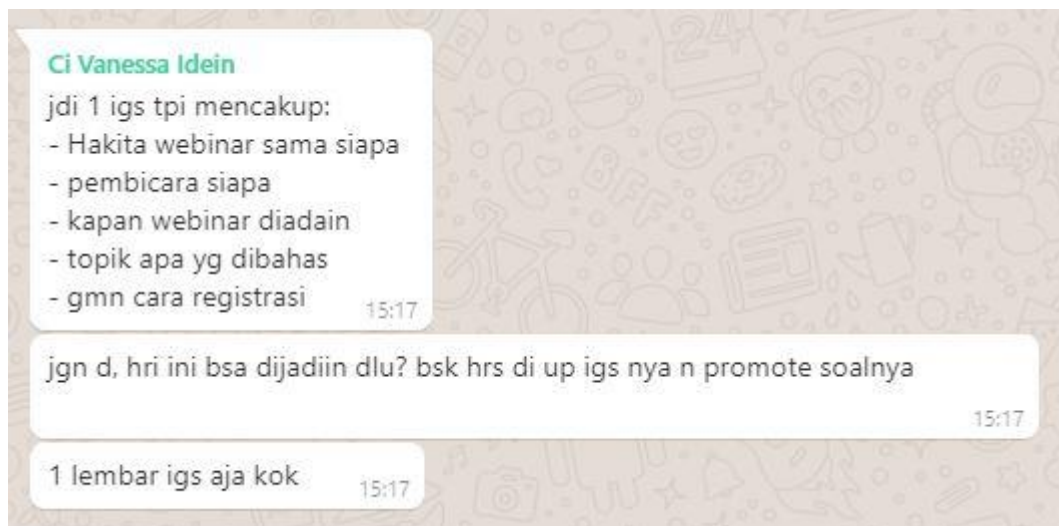 Ci Vanessa Idein
jdi 1 igs tpi mencakup:
- Hakita webinar sama siapa
- pembicara siapa
- kapan webinar diadain
- topik apa yg dibahas
- gmn cara registrasi
15:17
jgn d, hri ini bsa dijadiin dlu? bsk hrs di up igs nya n promote soalnya
15:17
1 lembar igs aja kok
15:17
24
BFF